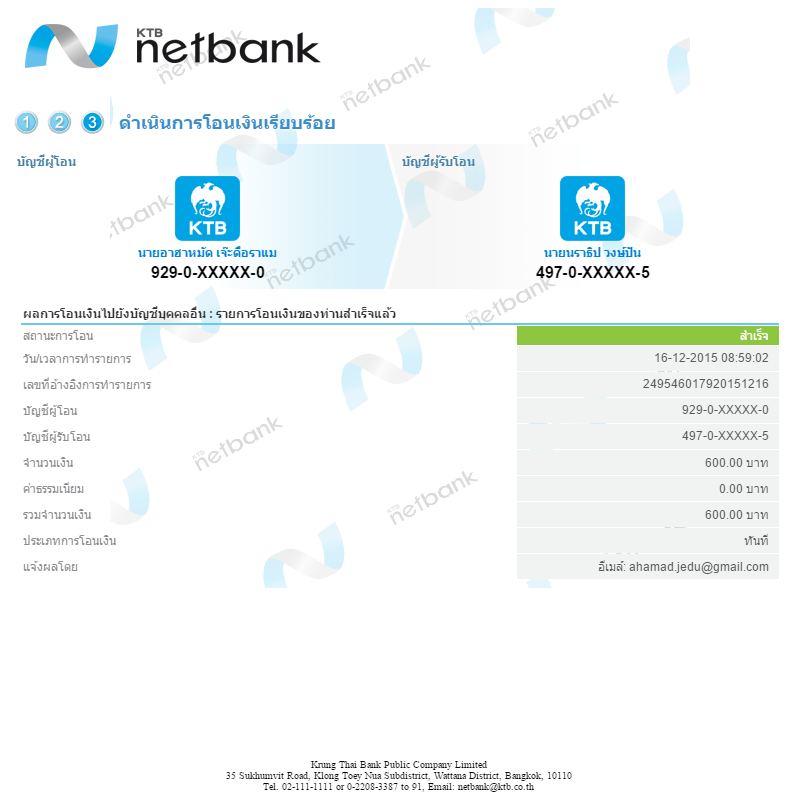 KTB
netbank
1 2 3 ดำเนินการโอนเงินเรียบร้อย
บัญชีผู้โอน บัญชีผู้รับโอน
KTB KTB
นายอาฮาหมัด เจ๊ะดือราแม นายนราธิป วงษ์ปิน
929-0-XXXXX-0 497-0-XXXXX-5
ผลการโอนเงินไปยังบัญชีบุคคลอื่น : รายการโอนเงินของท่านสำเร็จแล้ว
สถานะการโอน สำเร็จ
วัน/เวลาการทำรายการ 16-12-2015 08:59:02
เลขที่อ้างอิงการทำรายการ 249546017920151216
บัญชีผู้โอน 929-0-XXXXX-0
บัญชีผู้รับโอน 497-0-XXXXX-5
จำนวนเงิน 600.00 บาท
ค่าธรรมเนียม 0.00 บาท
รวมจำนวนเงิน 600.00 บาท
ประเภทการโอนเงิน ทันที
แจ้งผลโดย อีเมล์: ahamad.jedu@gmail.com
Krung Thai Bank Public Company Limited
35 Sukhumvit Road, Klong Toey Nua Subdistrict, Wattana District, Bangkok, 10110
Tel. 02-111-1111 or 0-2208-3387 to 91, Email: netbank@ktb.co.th